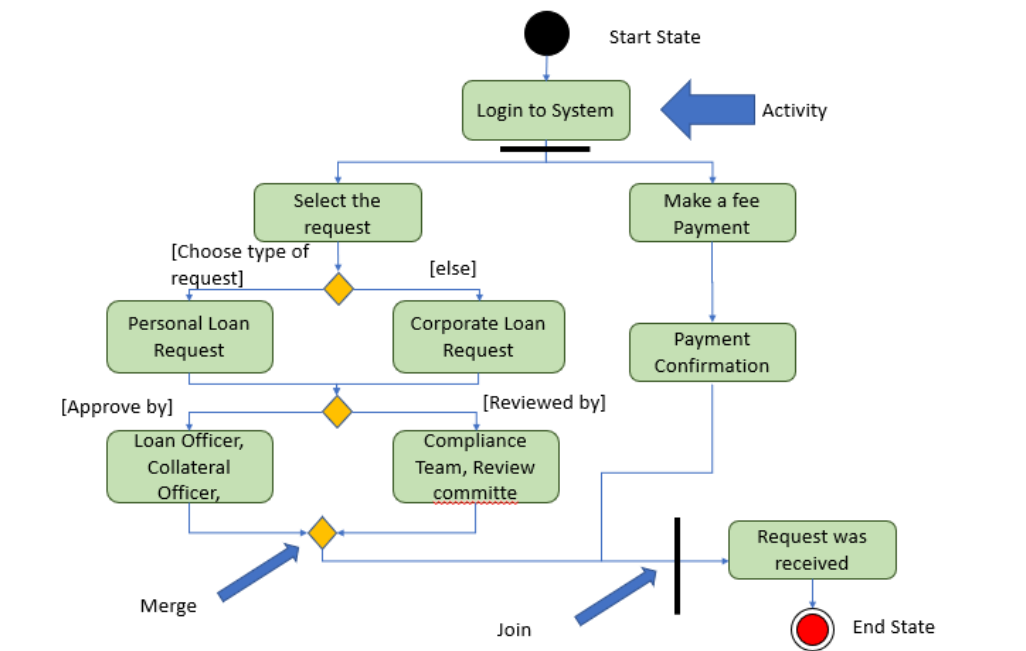 Start State
Login to System
Activity
Select the
request
Make a fee
Payment
[Choose type of
request]
[else]
Personal Loan
Request
Corporate Loan
Request
Payment
Confirmation
[Approve by]
[Reviewed by]
Loan Officer,
Collateral
Officer,
Compliance
Team, Review
committe
Request was
received
Merge
Join
End State